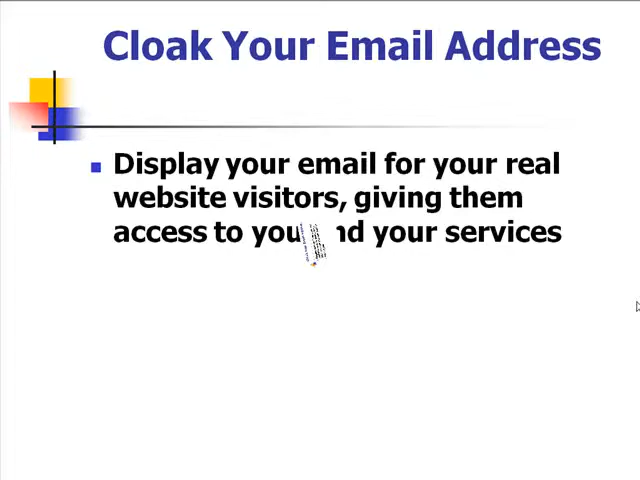 Cloak Your Email Address
Display your email for your real
website visitors, giving them
access to you nd your services